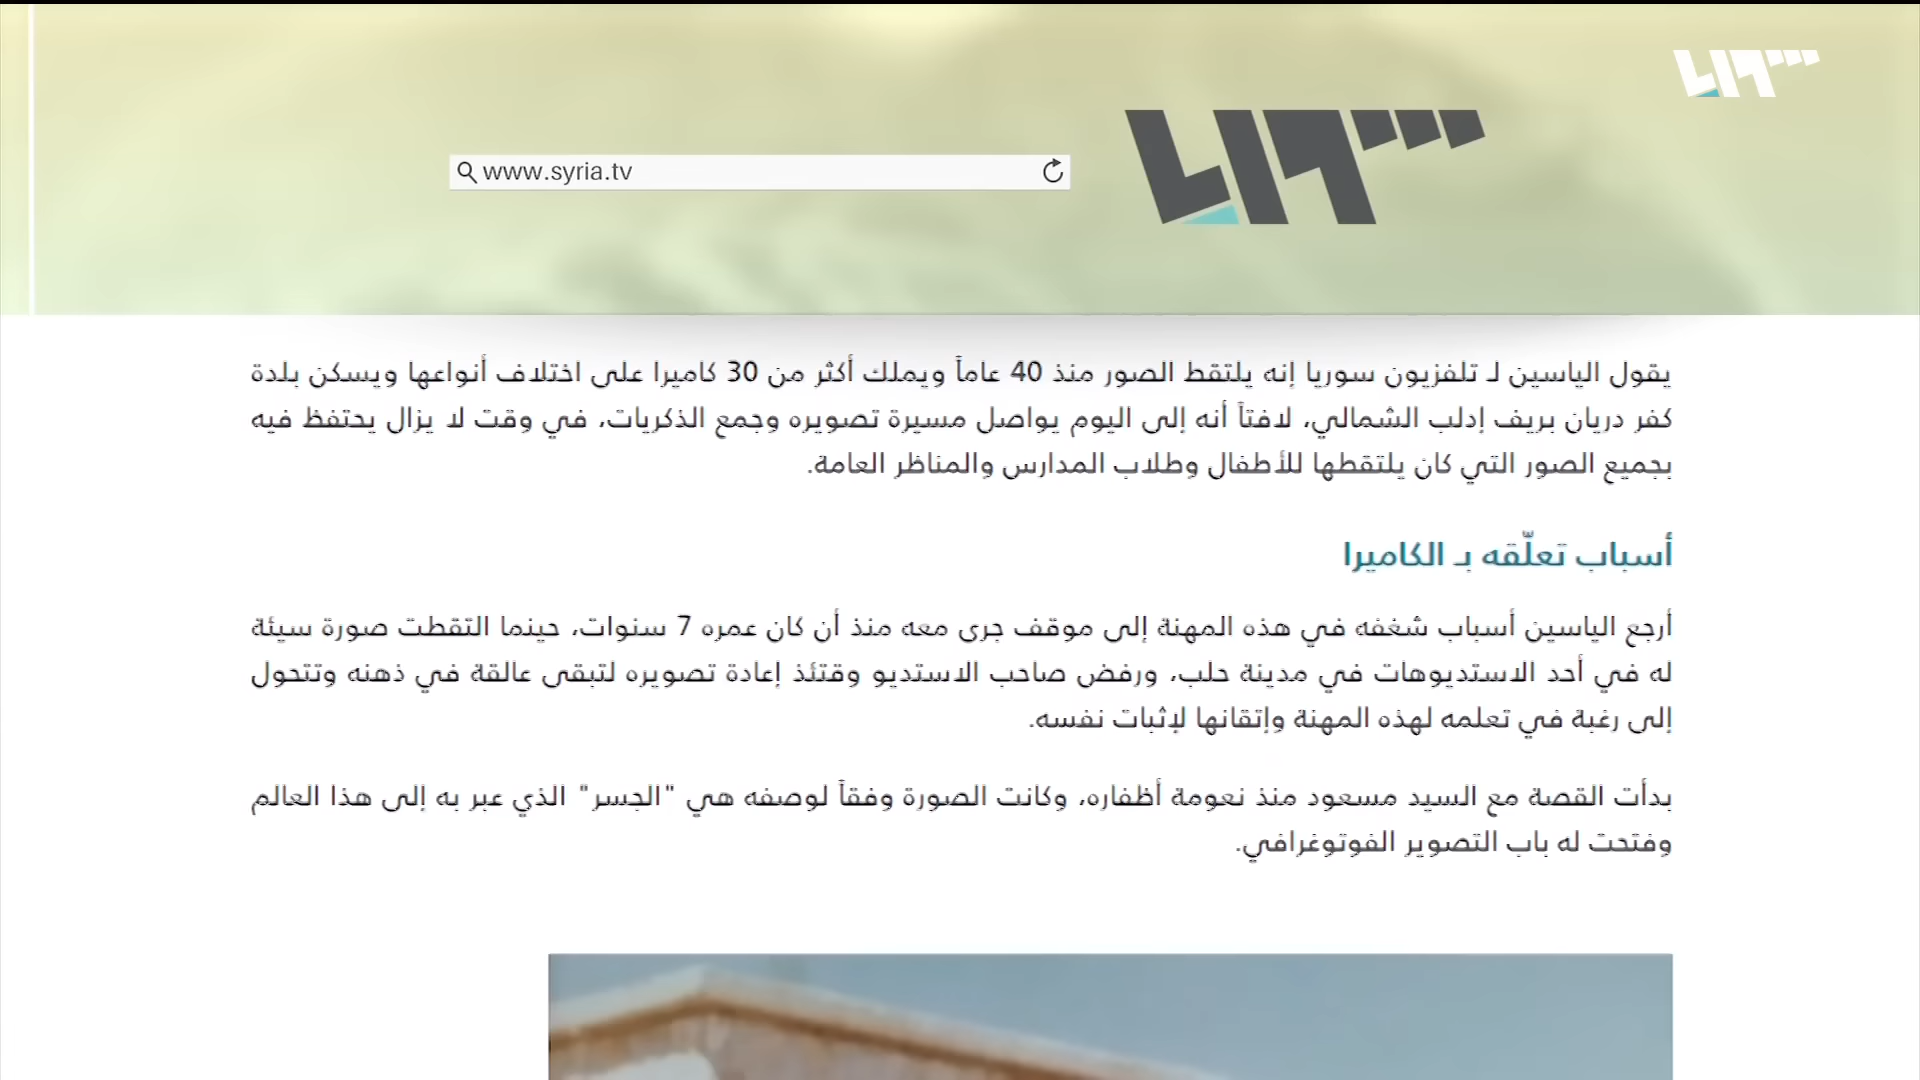 www.syria.tv
يقول الياسين لـ تلفزيون سوريا إنه يلتقط الصور منذ 40 عاماً ويملك أكثر من 30 كاميرا على اختلاف أنواعها ويسكن بلدة
كفر دريان بريف إدلب الشمالي، لافتاً أنه إلى اليوم يواصل مسيرة تصويره وجمع الذكريات، في وقت لا يزال يحتفظ فيه
بجميع الصور التي كان يلتقطها للأطفال وطلاب المدارس والمناظر العامة.
أسباب تعلّقه بـ الكاميرا
أرجع الياسين أسباب شغفه في هذه المهنة إلى موقف جرى معه منذ أن كان عمره 7 سنوات، حينما التقطت صورة سيئة
له في أحد الاستديوهات في مدينة حلب، ورفض صاحب الاستديو وقتئذ إعادة تصويره لتبقى عالقة في ذهنه وتتحول
إلى رغبة في تعلمه لهذه المهنة وإتقانها لإثبات نفسه.
بدأت القصة مع السيد مسعود منذ نعومة أظفاره، وكانت الصورة وفقاً لوصفه هي "الجسر" الذي عبر به إلى هذا العالم
وفتحت له باب التصوير الفوتوغرافي.